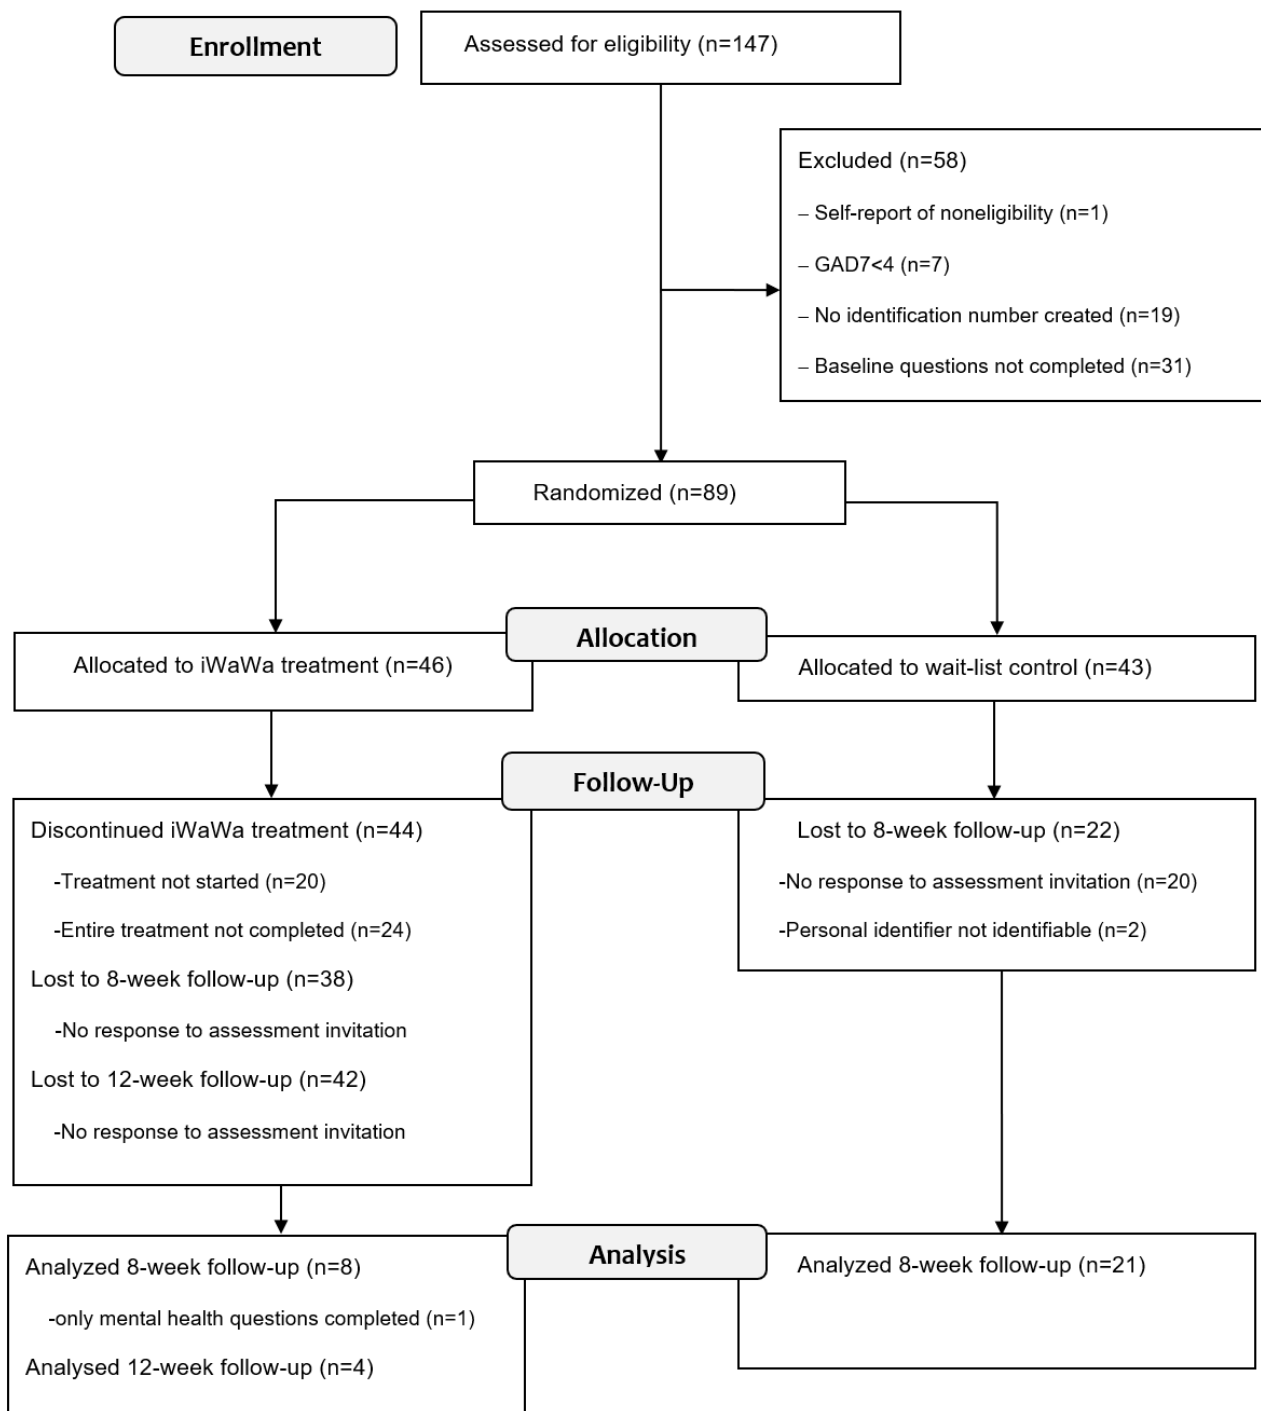 Enrollment
Assessed for eligibility (n=147)
Excluded (n=58)
– Self-report of noneligibility (n=1)
– GAD7<4 (n=7)
– No identification number created (n=19)
– Baseline questions not completed (n=31)
Randomized (n=89)
Allocation
Allocated to iWaWa treatment (n=46)
Allocated to wait-list control (n=43)
Follow-Up
Discontinued iWaWa treatment (n=44)
-Treatment not started (n=20)
-Entire treatment not completed (n=24)
Lost to 8-week follow-up (n=38)
-No response to assessment invitation
Lost to 12-week follow-up (n=42)
-No response to assessment invitation
Lost to 8-week follow-up (n=22)
-No response to assessment invitation (n=20)
-Personal identifier not identifiable (n=2)
Analysis
Analyzed 8-week follow-up (n=8)
-only mental health questions completed (n=1)
Analysed 12-week follow-up (n=4)
Analyzed 8-week follow-up (n=21)